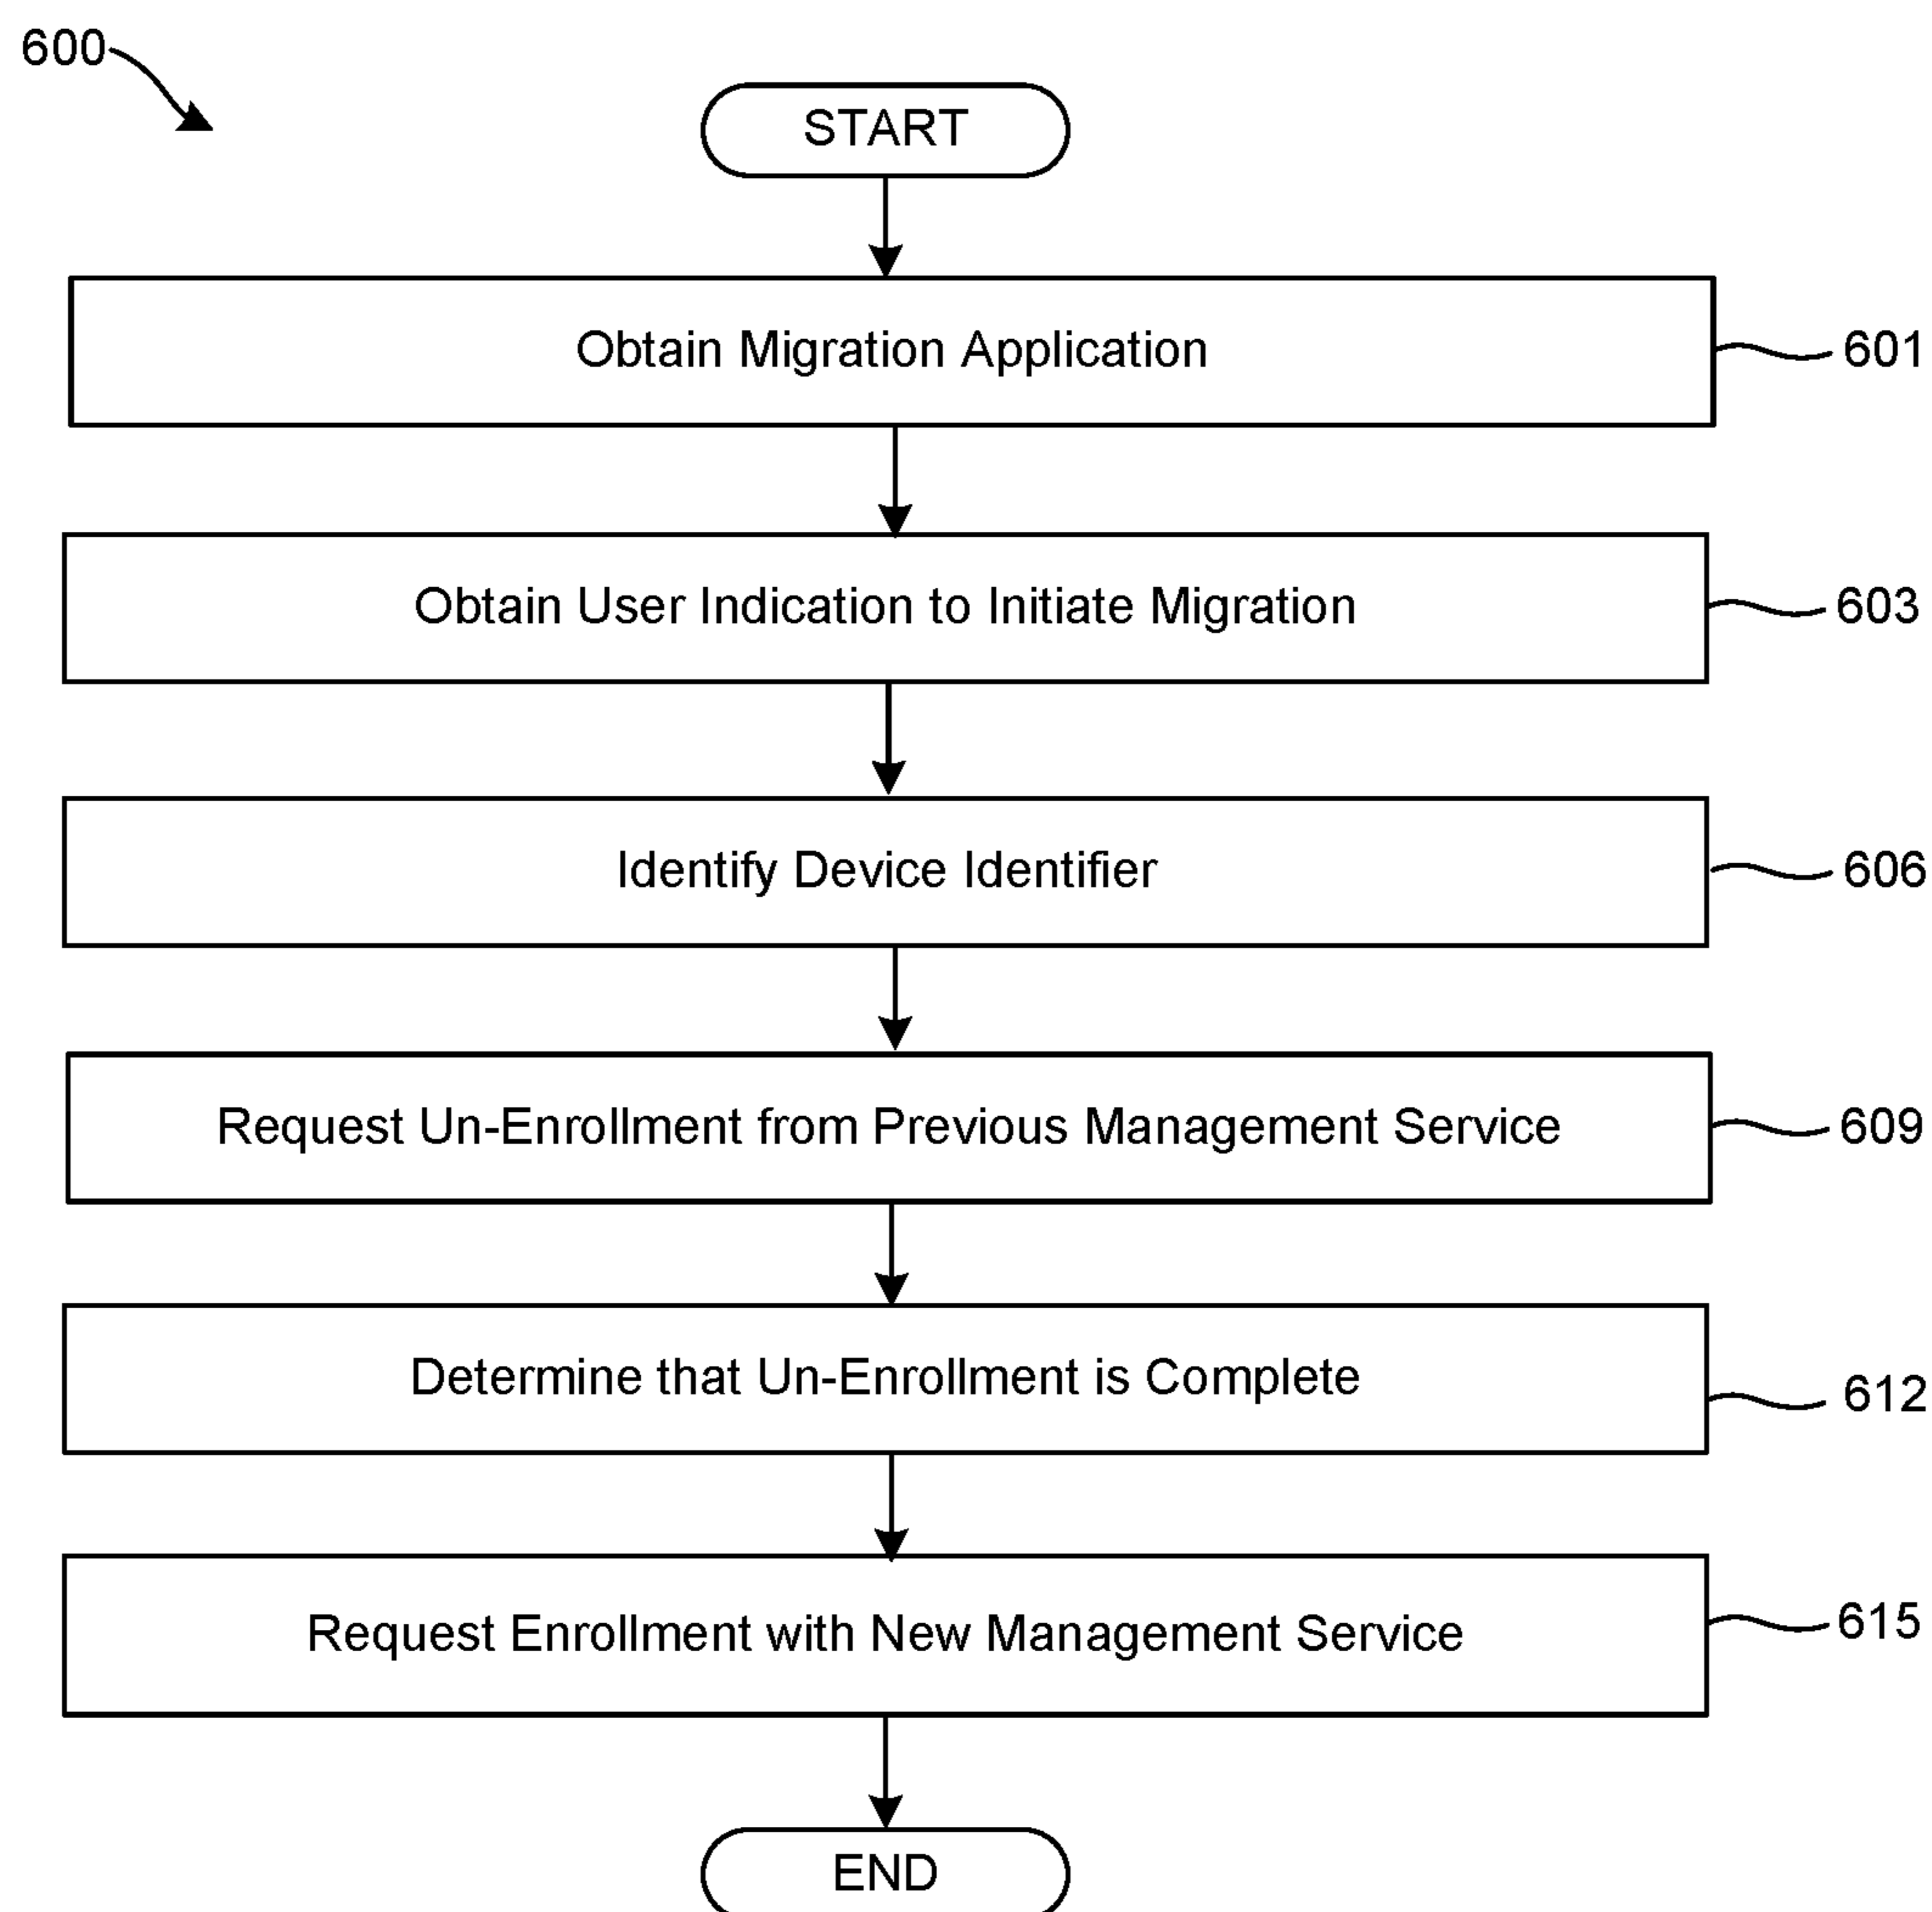 600
START
Obtain Migration Application
601
Obtain User Indication to Initiate Migration
603
Identify Device Identifier
606
Request Un-Enrollment from Previous Management Service
609
Determine that Un-Enrollment is Complete
612
Request Enrollment with New Management Service
615
END